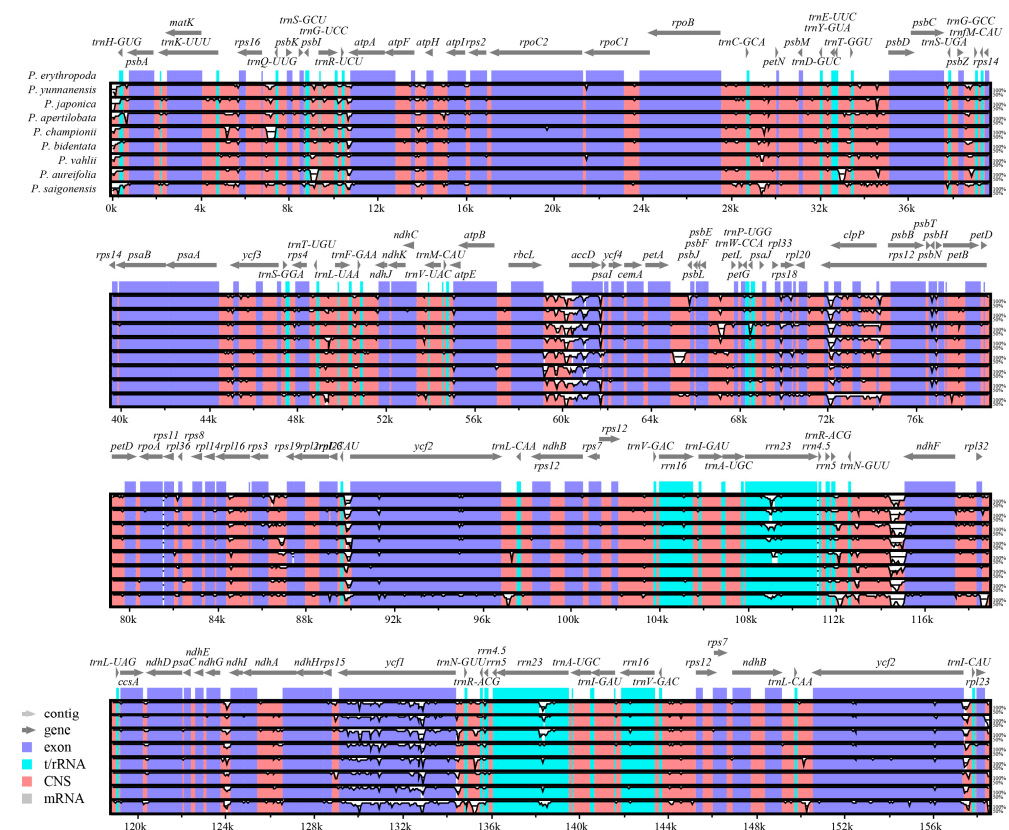 trnS-GCU trnE-UUC trnG-GCC
matK trnG-UCC rpoB trnY-GUA psbC trnfM-CAU
trnH-GUG trnK-UUU rps16 psbK psbI atpA atpF atpH atpI rps2 rpoC2 rpoC1 trnC-GCA psbM trnT-GGU psbD trnS-UGA
psbA trnQ-UUG psbK trnR-UCU petN trnD-GUC psbZ rps14
P. erythropoda
P. yunnanensis
P. japonica
P. apertilobata
P. championii
P. bidentata
P. vahlii
P. aureifolia
P. saigonensis
100%
50%
0k 4k 8k 12k 16k 20k 24k 28k 32k 36k
ndhC atpB psbE trnP-UGG clpP psbT
trnT-UGU psbF trnW-CCA rpl33 psbB psbH petD
rps14 psaB psaA ycf3 rps4 trnF-GAA ndhK trnM-CAU rbcL accD ycf4 petA psbJ petL psaJ rpl20 rps12 psbN petB
trnS-GGA trnL-UAA ndhJ trnV-UAC atpE psaI cemA psbL petG rps18
40k 44k 48k 52k 56k 60k 64k 68k 72k 76k
rps11 rps8 rps12 trnR-ACG
petD rpoA rpl36 rpl14 rpl16 rps3 rps19 rpl2 rpl23 trnI-CAU ycf2 trnL-CAA ndhB rps7 trnV-GAC trnI-GAU rrn23 rrn4.5 ndhF rpl32
rps12 rrn16 trnA-UGC rrn5 trnN-GUU
80k 84k 88k 92k 96k 100k 104k 108k 112k 116k
ndhE rrn4.5 rps7
trnL-UAG ndhD psaC ndhG ndhI ndhA ndhH rps15 ycf1 trnN-GUU rrn5 rrn23 trnA-UGC rrn16 rps12 ndhB ycf2 trnI-CAU
ccsA trnR-ACG trnI-GAU trnV-GAC trnL-CAA rpl23
contig
gene
exon
t/rRNA
CNS
mRNA
120k 124k 128k 132k 136k 140k 144k 148k 152k 156k